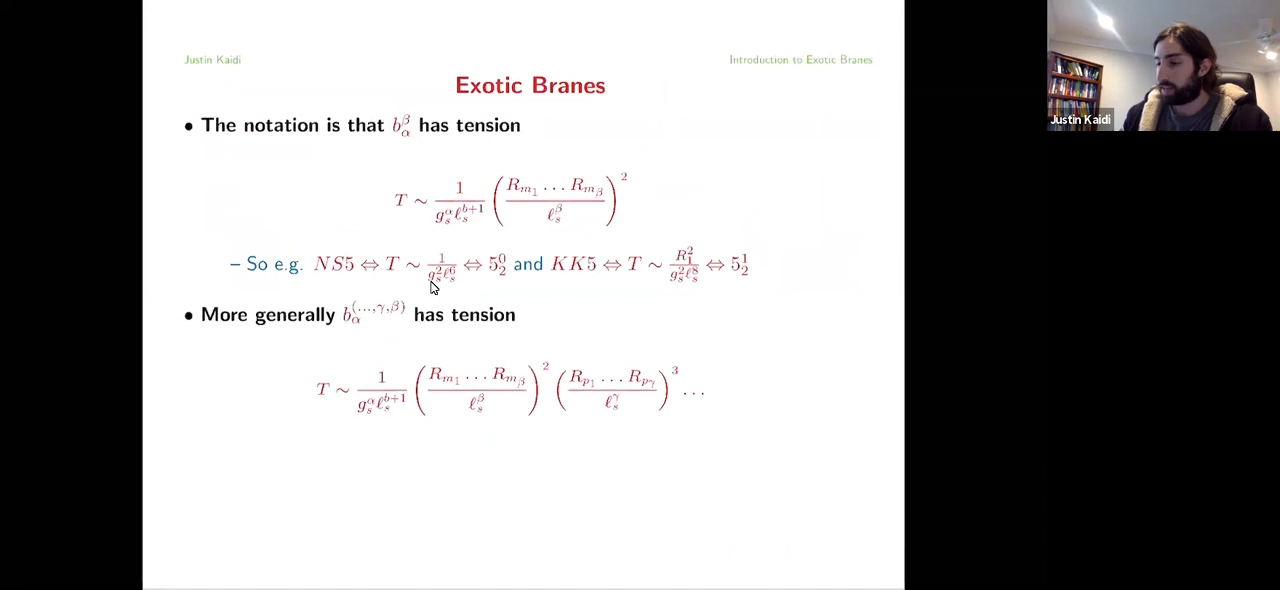 Justin Kaidi
Introduction to Exotic Branes
Exotic Branes
• The notation is that $b_\alpha^\beta$ has tension
$T \sim \frac{1}{g_s^\alpha \ell_s^{b+1}} \left( \frac{R_{m_1} \ldots R_{m_\beta}}{\ell_s^\beta} \right)^2$
– So e.g. $NS5 \Leftrightarrow T \sim \frac{1}{g_s^2 \ell_s^6} \Leftrightarrow 5_2^0$ and $KK5 \Leftrightarrow T \sim \frac{R_1^2}{g_s^2 \ell_s^8} \Leftrightarrow 5_2^1$
• More generally $b_\alpha^{(\ldots,\gamma,\beta)}$ has tension
$T \sim \frac{1}{g_s^\alpha \ell_s^{b+1}} \left( \frac{R_{m_1} \ldots R_{m_\beta}}{\ell_s^\beta} \right)^2 \left( \frac{R_{p_1} \ldots R_{p_\gamma}}{\ell_s^\gamma} \right)^3 \ldots$
Justin Kaidi